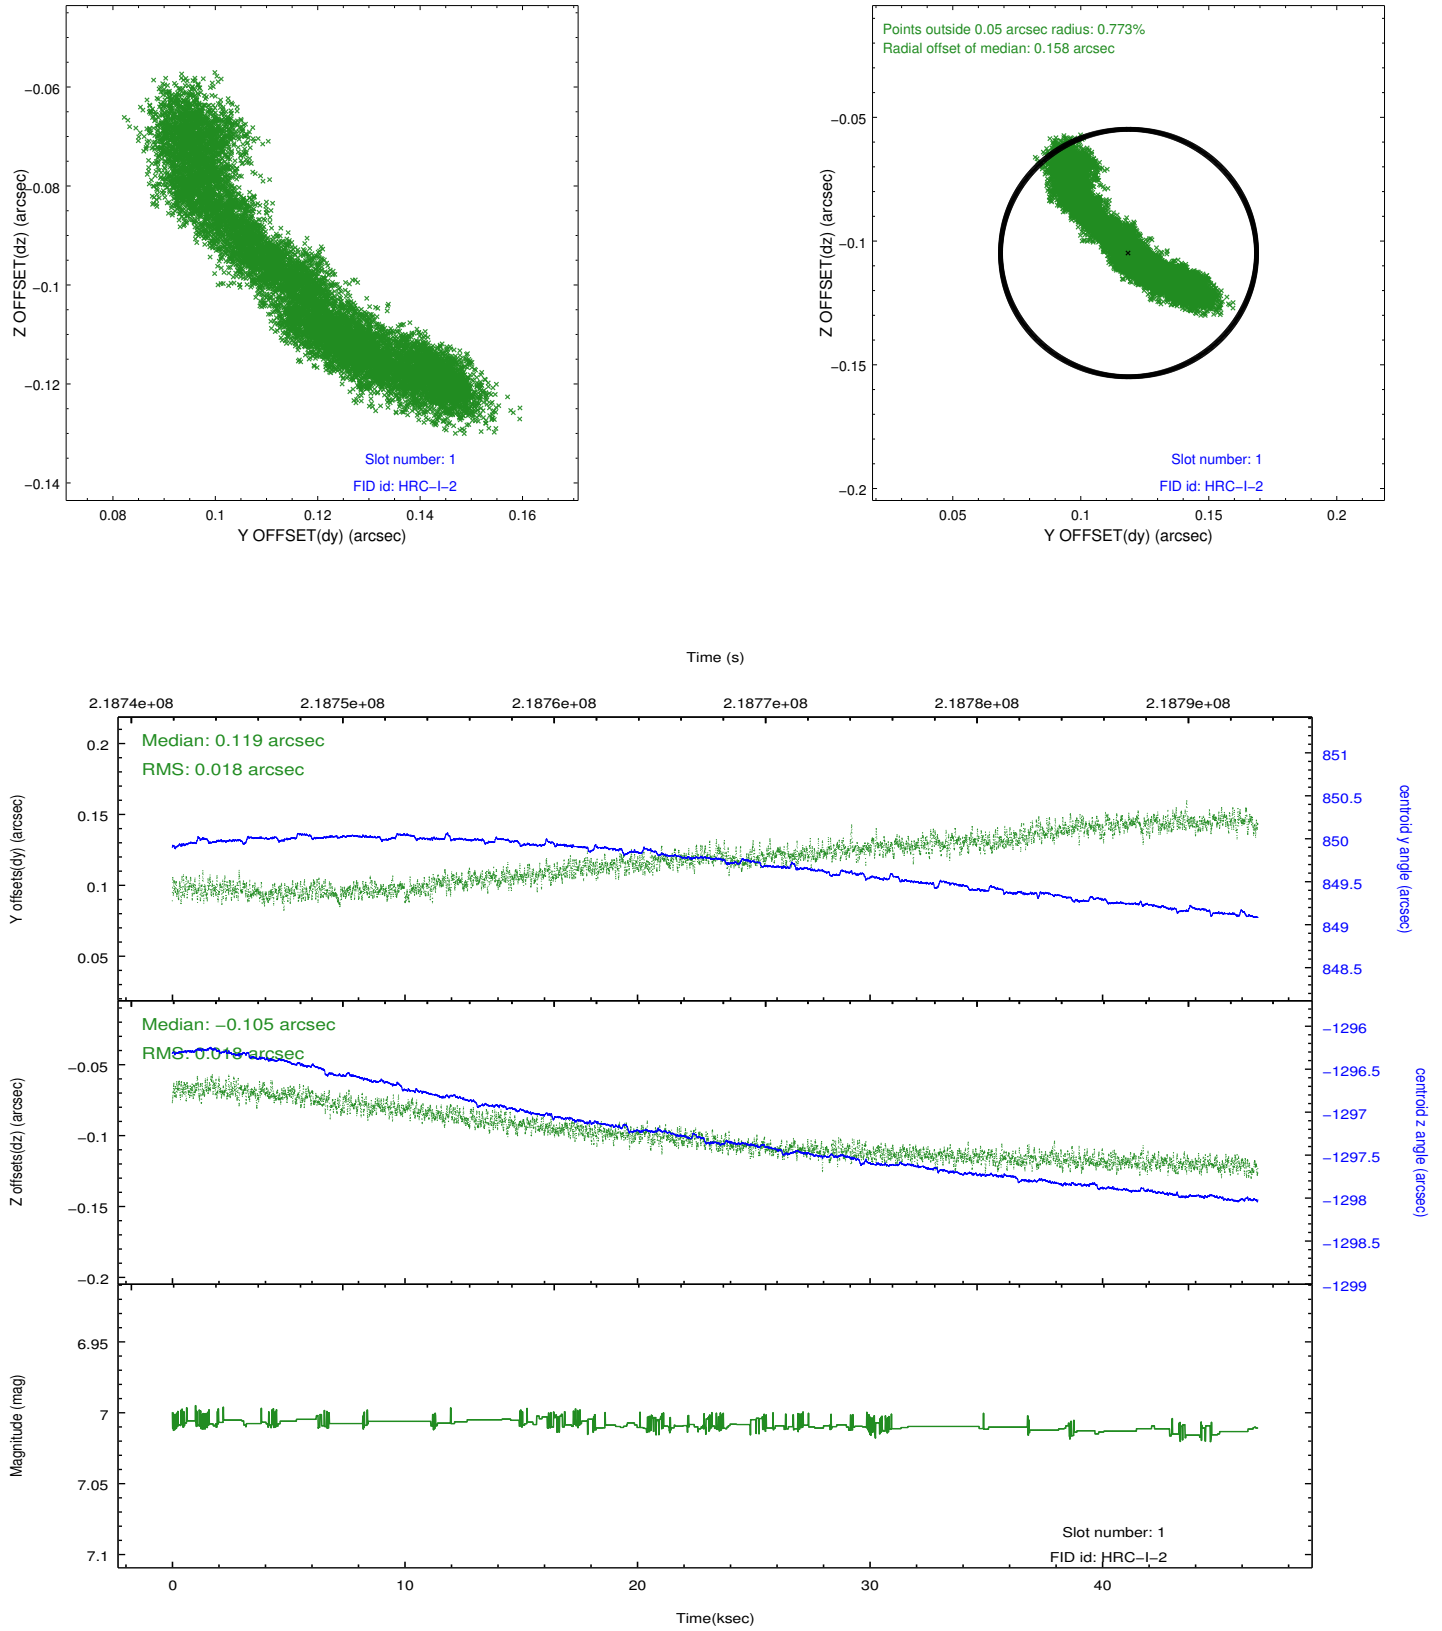 −0.06
−0.08
−0.1
−0.12
−0.14
Z OFFSET(dz) (arcsec)
Slot number: 1
FID id: HRC−I−2
0.08 0.1 0.12 0.14 0.16
Y OFFSET(dy) (arcsec)
Points outside 0.05 arcsec radius: 0.773%
Radial offset of median: 0.158 arcsec
−0.05
−0.1
−0.15
−0.2
Z OFFSET(dz) (arcsec)
Slot number: 1
FID id: HRC−I−2
0.05 0.1 0.15 0.2
Y OFFSET(dy) (arcsec)
Time (s)
2.1874e+08 2.1875e+08 2.1876e+08 2.1877e+08 2.1878e+08 2.1879e+08
Median: 0.119 arcsec
RMS: 0.018 arcsec
0.2
0.15
0.1
0.05
Y offsets(dy) (arcsec)
851
850.5
850
849.5
849
848.5
centroid y angle (arcsec)
Median: −0.105 arcsec
RMS: 0.018 arcsec
−0.05
−0.1
−0.15
−0.2
Z offsets(dz) (arcsec)
−1296
−1296.5
−1297
−1297.5
−1298
−1298.5
−1299
centroid z angle (arcsec)
6.95
7
7.05
7.1
Magnitude (mag)
Slot number: 1
FID id: HRC−I−2
0 10 20 30 40
Time(ksec)